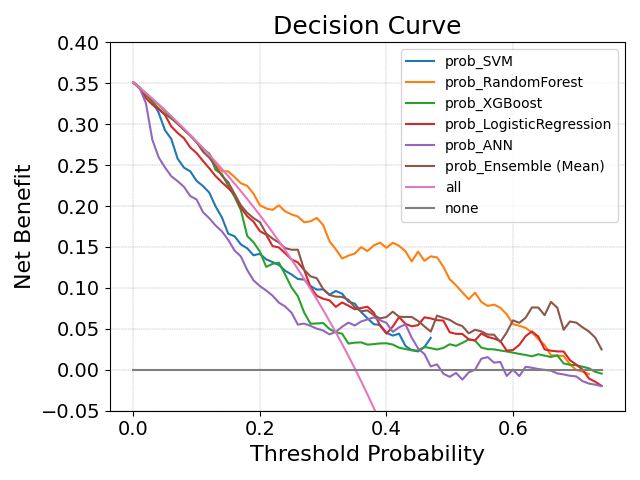 Decision Curve
Net Benefit
0.40
0.35
0.30
0.25
0.20
0.15
0.10
0.05
0.00
−0.05
prob_SVM
prob_RandomForest
prob_XGBoost
prob_LogisticRegression
prob_ANN
prob_Ensemble (Mean)
all
none
0.0 0.2 0.4 0.6
Threshold Probability